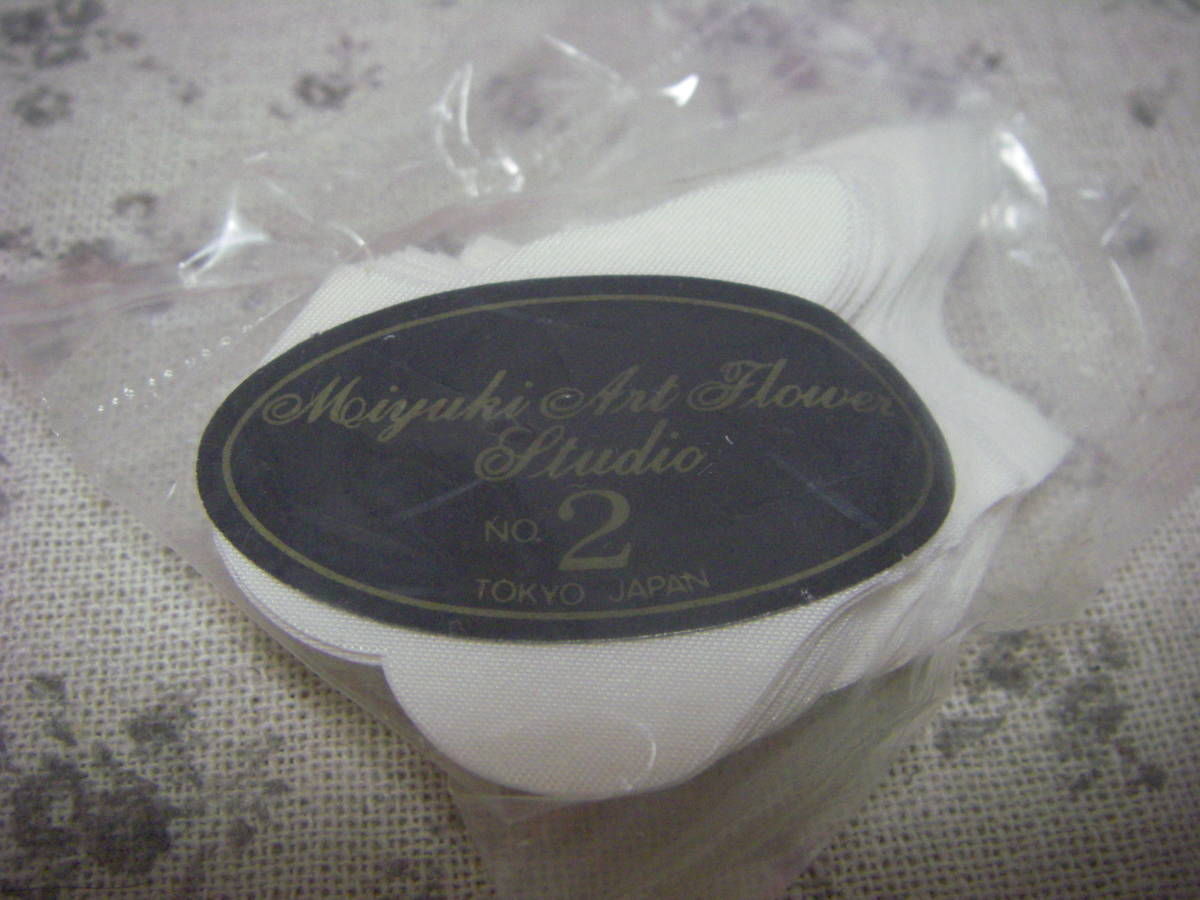 Miyuki Art Flower
Studio
NO. 2
TOKYO JAPAN